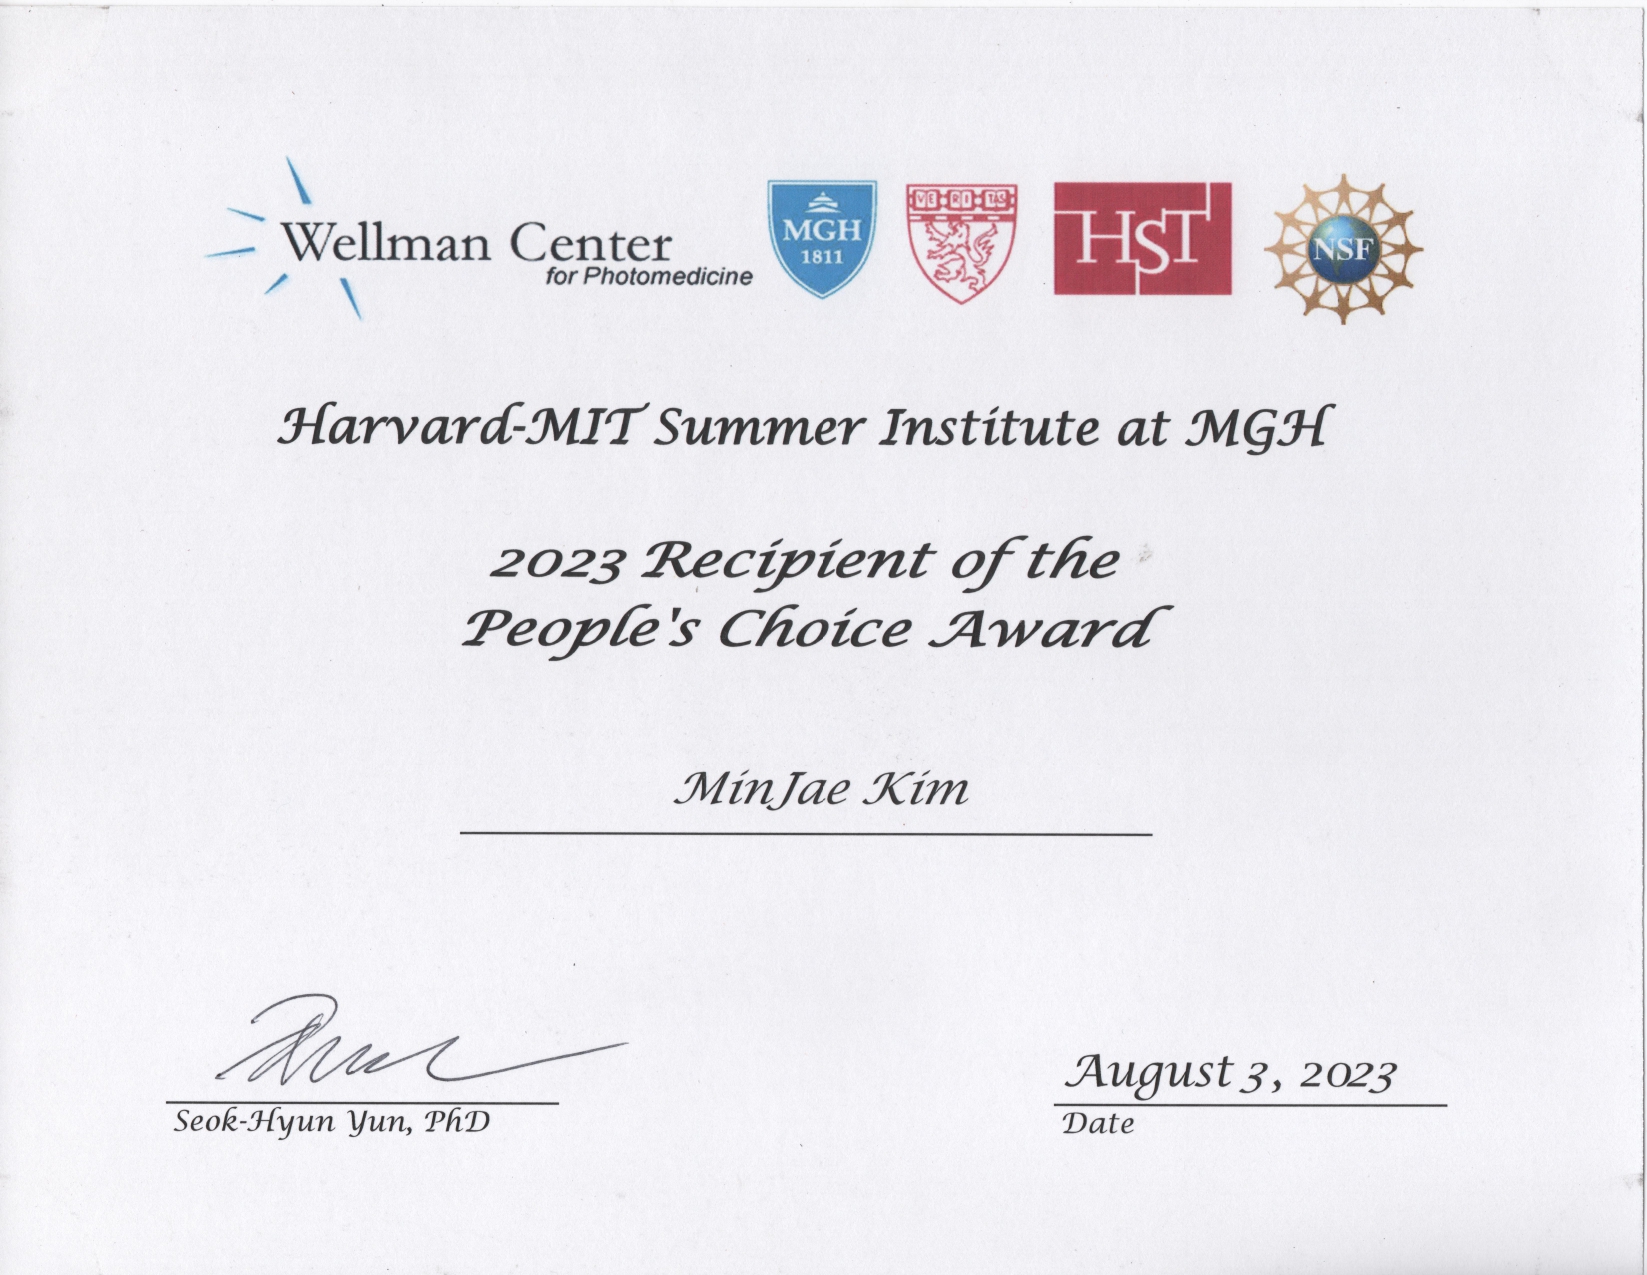 Wellman Center
for Photomedicine
MGH
1811
VE RI TAS
HST
NSF
Harvard-MIT Summer Institute at MGH
2023 Recipient of the
People's Choice Award
MinJae Kim
Seok-Hyun Yun, PhD
August 3, 2023
Date